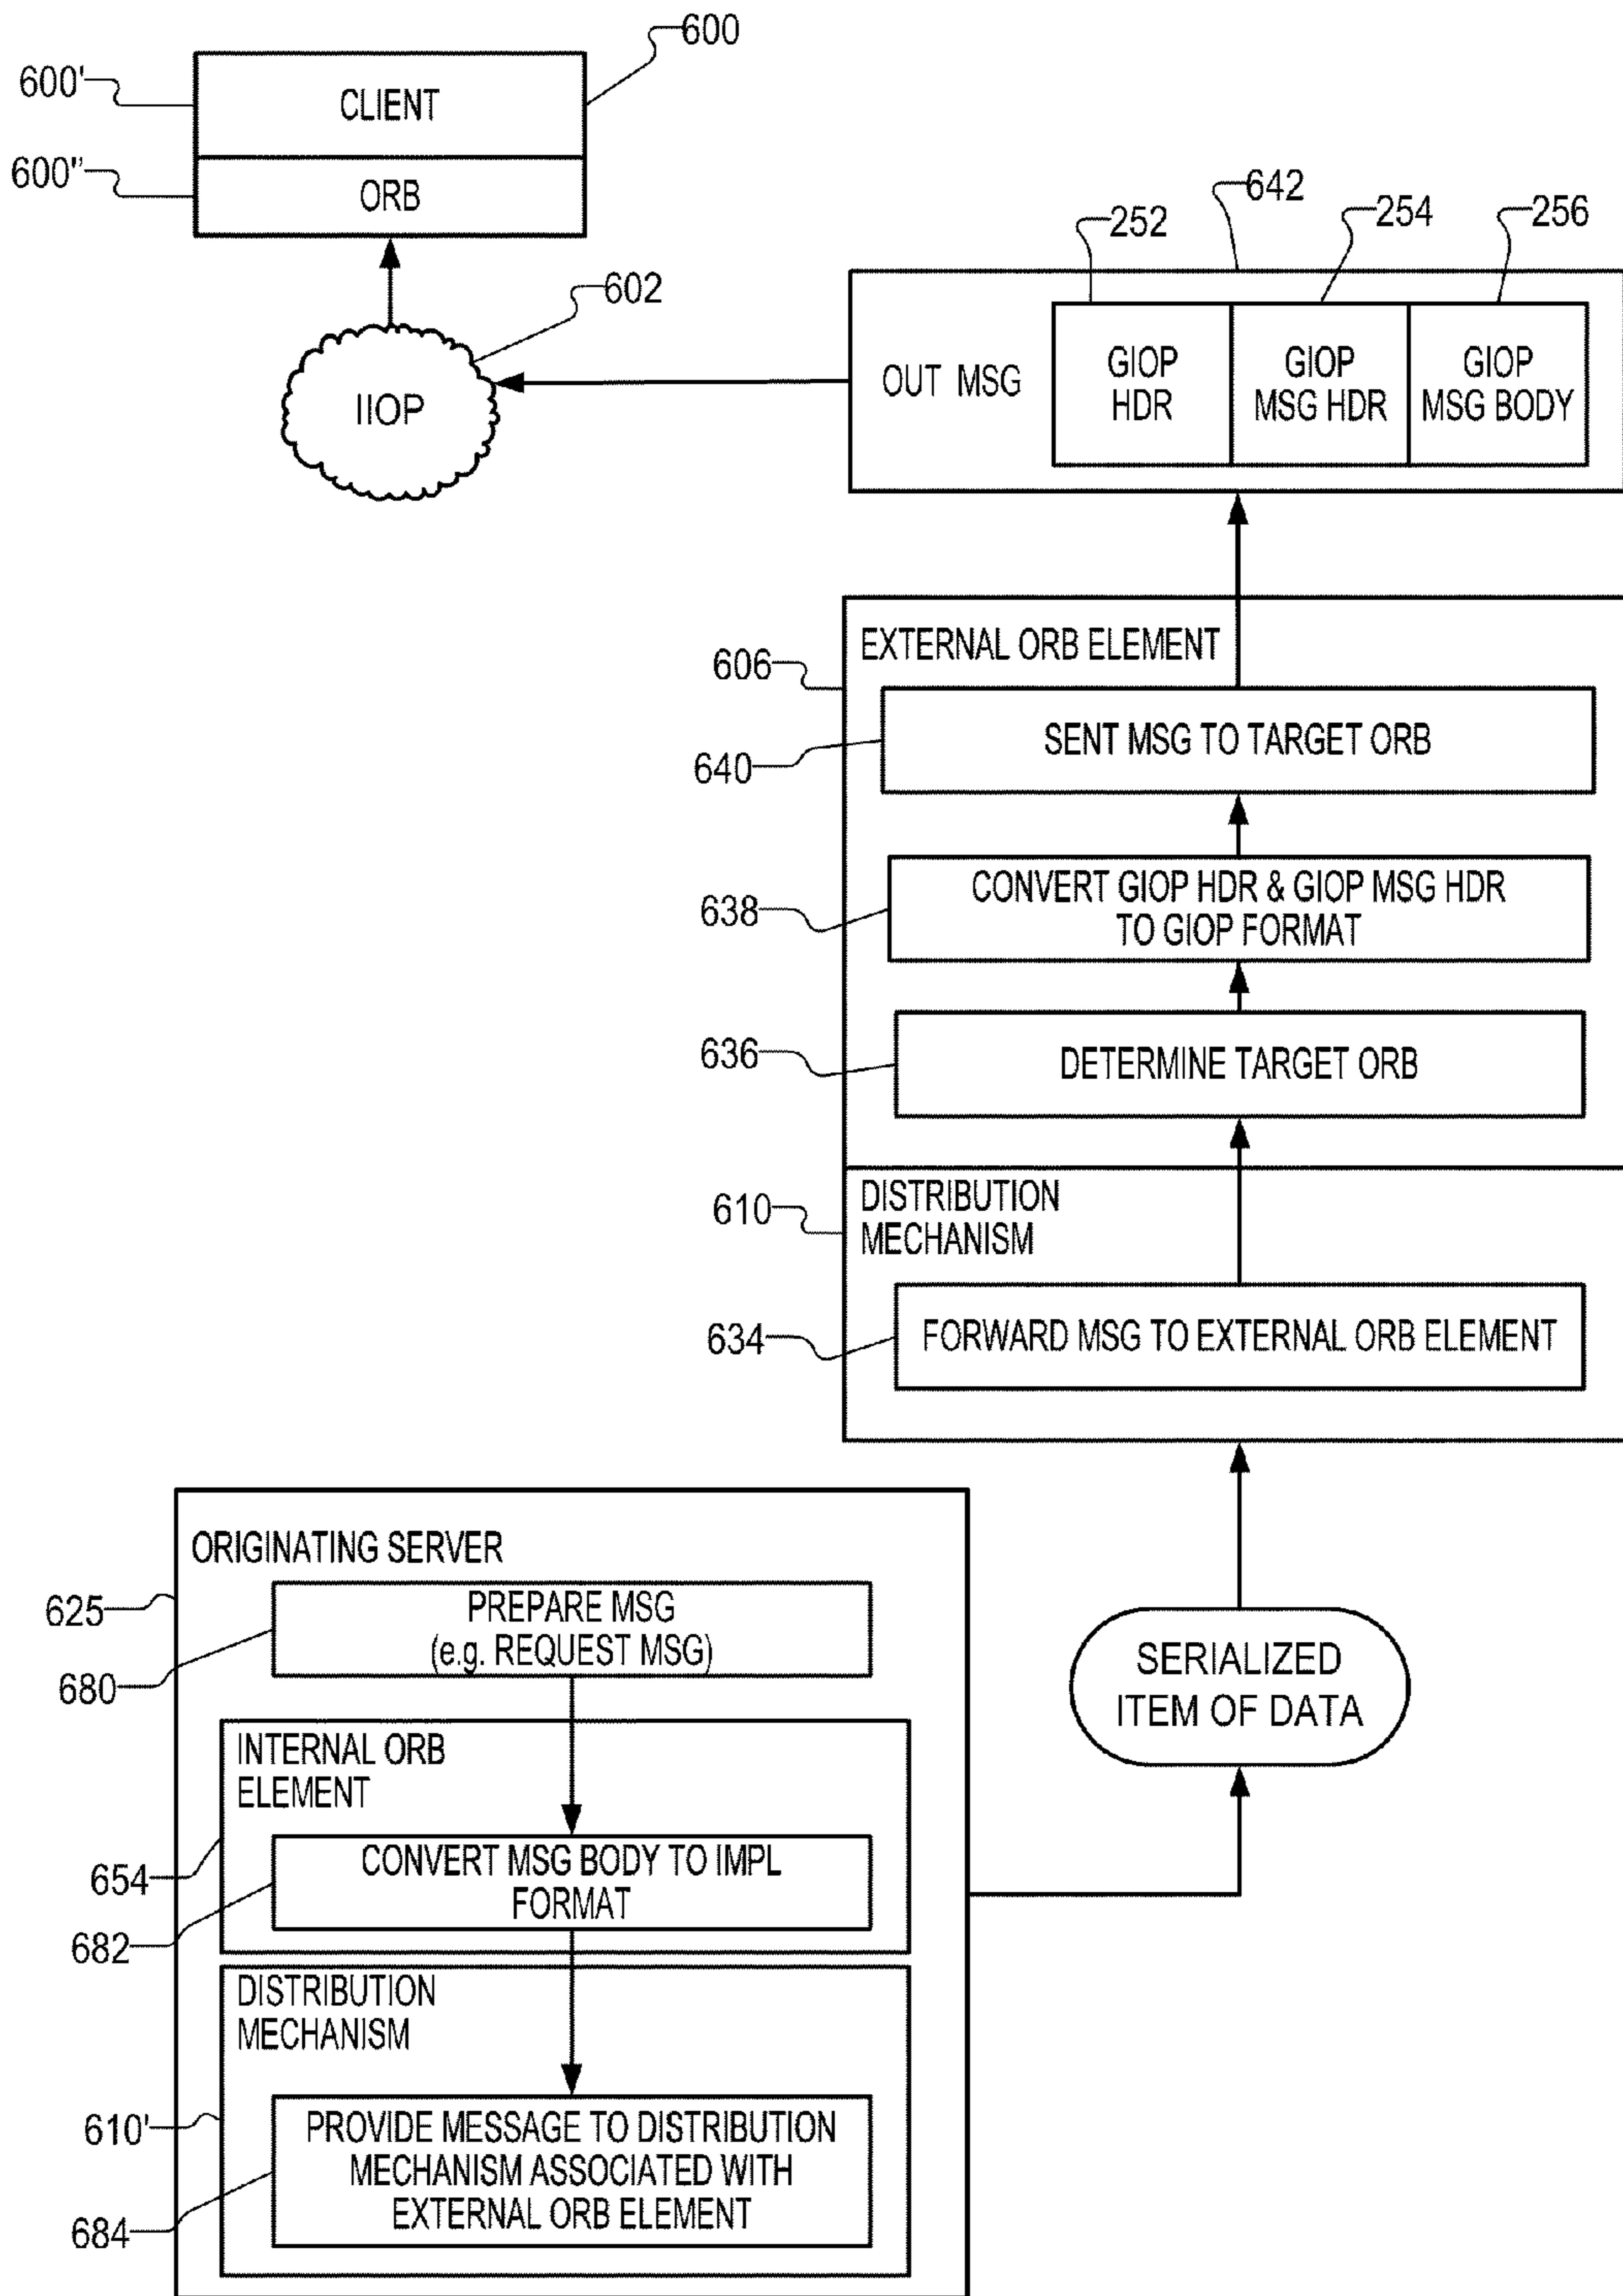 600
600'
CLIENT
600"
ORB
602
IIOP
642
252
254
256
OUT MSG
GIOP
HDR
GIOP
MSG HDR
GIOP
MSG BODY
606
EXTERNAL ORB ELEMENT
640
SENT MSG TO TARGET ORB
638
CONVERT GIOP HDR & GIOP MSG HDR
TO GIOP FORMAT
636
DETERMINE TARGET ORB
610
DISTRIBUTION
MECHANISM
634
FORWARD MSG TO EXTERNAL ORB ELEMENT
SERIALIZED
ITEM OF DATA
625
ORIGINATING SERVER
680
PREPARE MSG
(e.g. REQUEST MSG)
654
INTERNAL ORB
ELEMENT
682
CONVERT MSG BODY TO IMPL
FORMAT
610'
DISTRIBUTION
MECHANISM
684
PROVIDE MESSAGE TO DISTRIBUTION
MECHANISM ASSOCIATED WITH
EXTERNAL ORB ELEMENT